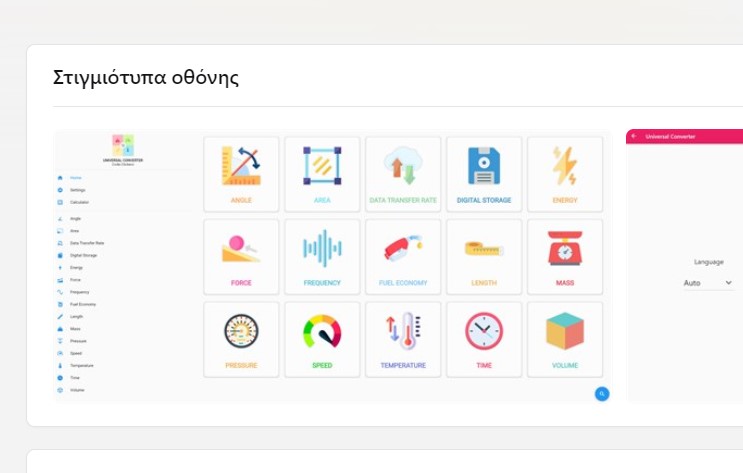 Στιγμιότυπα οθόνης
UNIVERSAL CONVERTER
Home
Settings
Calculator
Angle
Area
Data Transfer Rate
Digital Storage
Energy
Force
Frequency
Fuel Economy
Length
Mass
Pressure
Speed
Temperature
Time
Volume
ANGLE
AREA
DATA TRANSFER RATE
DIGITAL STORAGE
ENERGY
FORCE
FREQUENCY
FUEL ECONOMY
LENGTH
MASS
PRESSURE
SPEED
TEMPERATURE
TIME
VOLUME
Universal Converter
Language
Auto